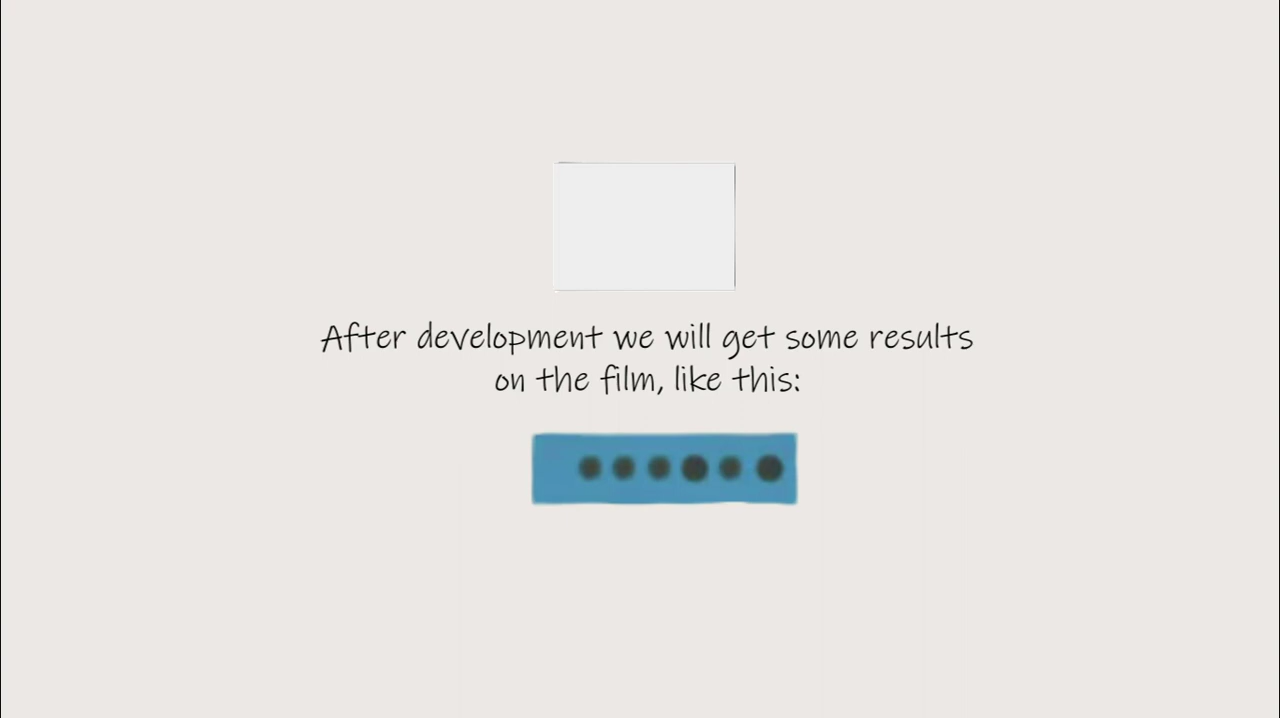 After development we will get some results
on the film, like this: